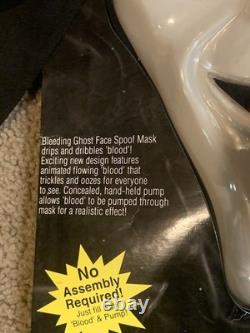 Bleeding Ghost Face Spoof Mask
drips and dribbles 'blood'!
Exciting new design features
animated flowing 'blood' that
trickles and oozes for everyone
to see. Concealed, hand-held pump
allows 'blood' to be pumped through
mask for a realistic effect!
No
Assembly
Required!
Just fill
'Blood' & Pump!